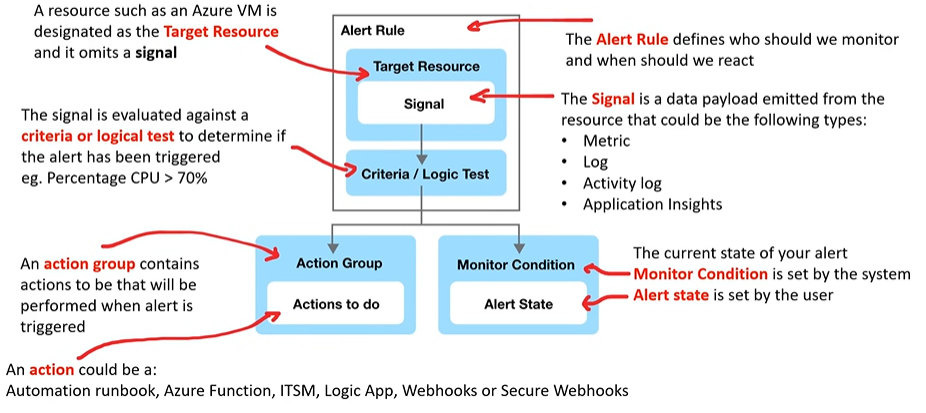 A resource such as an Azure VM is
designated as the Target Resource
and it omits a signal
Alert Rule
The Alert Rule defines who should we monitor
and when should we react
Target Resource
Signal
The Signal is a data payload emitted from the
resource that could be the following types:
• Metric
• Log
• Activity log
• Application Insights
The signal is evaluated against a
criteria or logical test to determine if
the alert has been triggered
eg. Percentage CPU > 70%
Criteria / Logic Test
An action group contains
actions to be that will be
performed when alert is
triggered
Action Group
Actions to do
Monitor Condition
Alert State
The current state of your alert
Monitor Condition is set by the system
Alert state is set by the user
An action could be a:
Automation runbook, Azure Function, ITSM, Logic App, Webhooks or Secure Webhooks